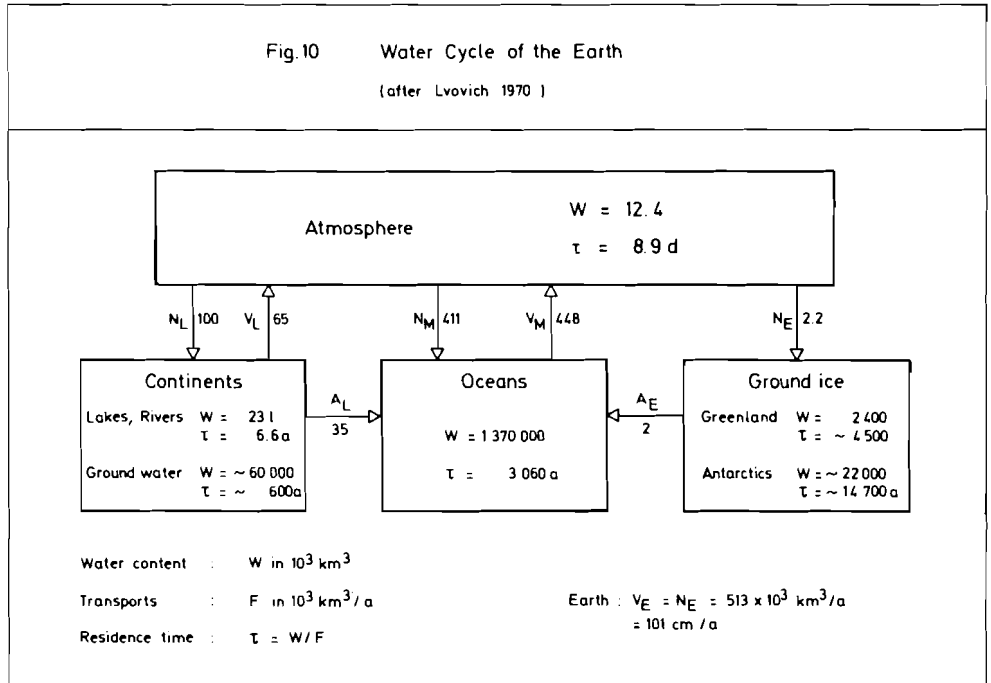 Fig.10 Water Cycle of the Earth
(after Lvovich 1970)
Atmosphere
W = 12.4
τ = 8.9 d
N_L 100
V_L 65
N_M 411
V_M 448
N_E 2.2
Continents
Lakes, Rivers W = 231
τ = 6.6a
Ground water W = ~ 60 000
τ = ~ 600a
A_L
35
Oceans
W = 1 370 000
τ = 3 060 a
A_E
2
Ground ice
Greenland W = 2 400
τ = ~ 4 500
Antarctics W = ~ 22 000
τ = ~ 14 700a
Water content : W in 10³ km³
Transports : F in 10³ km³/a
Residence time : τ = W/F
Earth : V_E = N_E = 513 x 10³ km³/a
= 101 cm/a